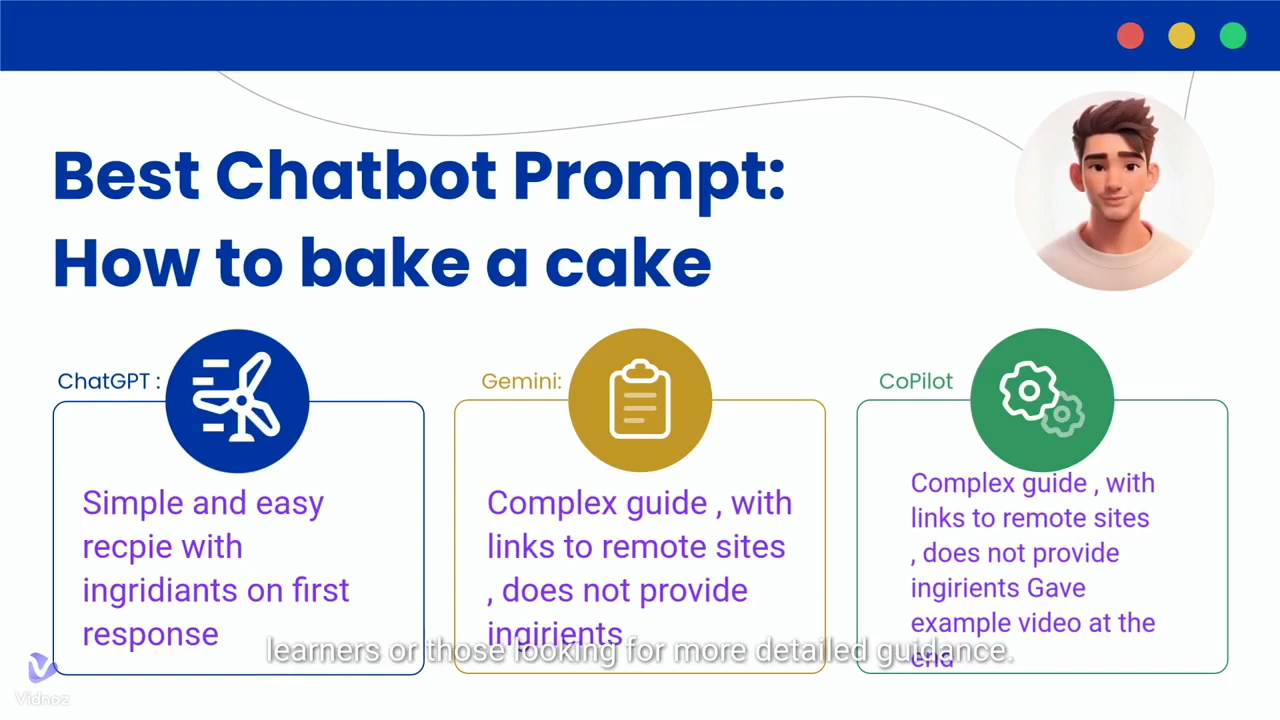 Best Chatbot Prompt:
How to bake a cake
ChatGPT :
Simple and easy
recpie with
ingridiants on first
response
Gemini:
Complex guide , with
links to remote sites
, does not provide
ingirients
CoPilot
Complex guide , with
links to remote sites
, does not provide
ingirients Gave
example video at the
end
learners or those looking for more detailed guidance.
Vidnoz